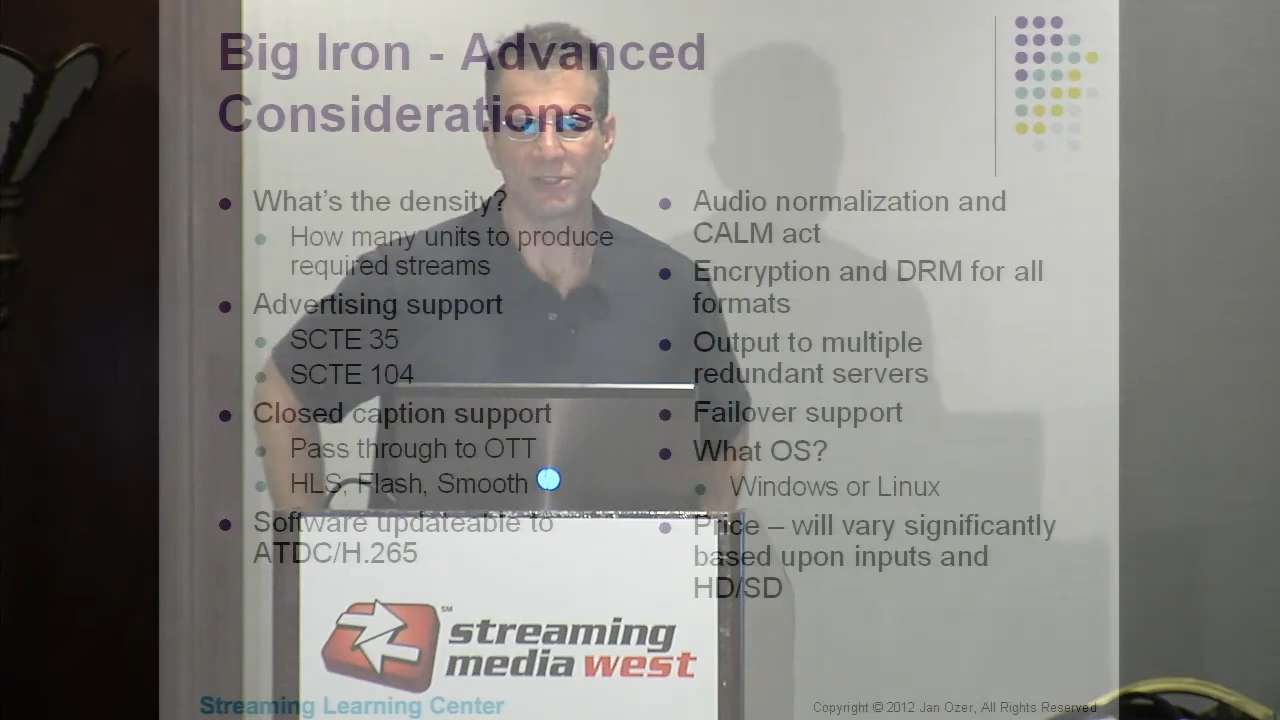 Big Iron - Advanced
Considerations
What's the density?
How many units to produce
required streams
Advertising support
SCTE 35
SCTE 104
Closed caption support
Pass through to OTT
HLS, Flash, Smooth
Software updateable to
ATDC/H.265
Audio normalization and
CALM act
Encryption and DRM for all
formats
Output to multiple
redundant servers
Failover support
What OS?
Windows or Linux
Price – will vary significantly
based upon inputs and
HD/SD
streaming SM
media west
Streaming Learning Center
Copyright © 2012 Jan Ozer, All Rights Reserved